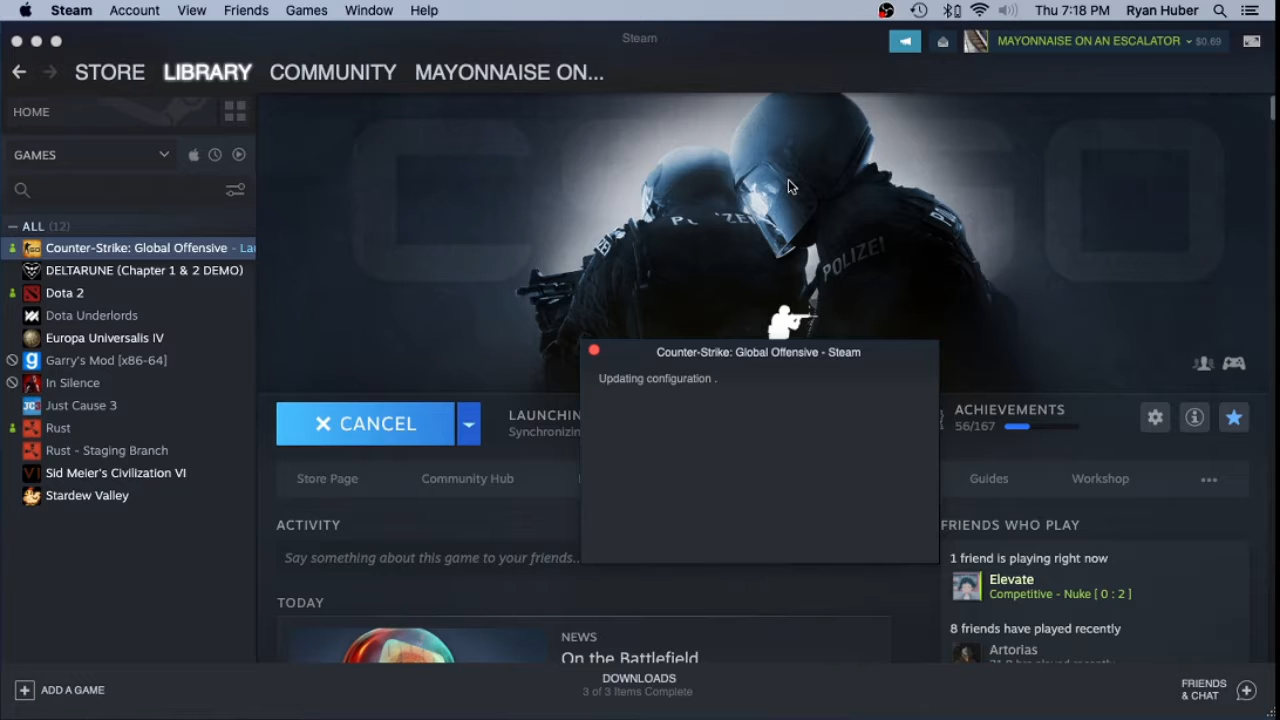 Steam Account View Friends Games Window Help Thu 7:18 PM Ryan Huber
Steam
MAYONNAISE ON AN ESCALATOR $0.69
STORE LIBRARY COMMUNITY MAYONNAISE ON...
HOME
GAMES
ALL (12)
Counter-Strike: Global Offensive - La
DELTARUNE (Chapter 1 & 2 DEMO)
Dota 2
Dota Underlords
Europa Universalis IV
Garry's Mod [x86-64]
In Silence
Just Cause 3
Rust
Rust - Staging Branch
Sid Meier's Civilization VI
Stardew Valley
CS GO
POLIZEI
POLIZEI
Counter-Strike: Global Offensive - Steam
Updating configuration .
CANCEL
LAUNCHIN
Synchronizin
ACHIEVEMENTS
56/167
Store Page Community Hub Guides Workshop
ACTIVITY
Say something about this game to your friends..
TODAY
NEWS
On the Battlefield
FRIENDS WHO PLAY
1 friend is playing right now
Elevate
Competitive - Nuke [ 0 : 2 ]
8 friends have played recently
Artorias
ADD A GAME
DOWNLOADS
3 of 3 Items Complete
FRIENDS
& CHAT